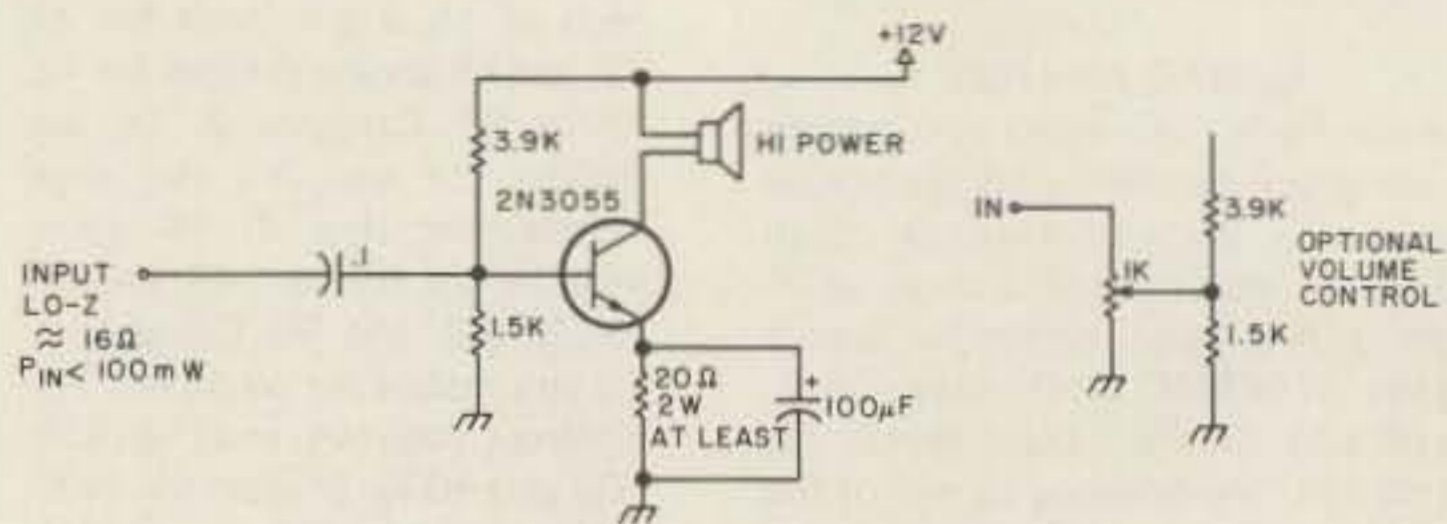 +12V
3.9K
HI POWER
2N3055
.1
INPUT
LO-Z
≈ 16Ω
PIN< 100mW
1.5K
20Ω
2W
AT LEAST
+
100μF
IN
3.9K
1K
OPTIONAL
VOLUME
CONTROL
1.5K